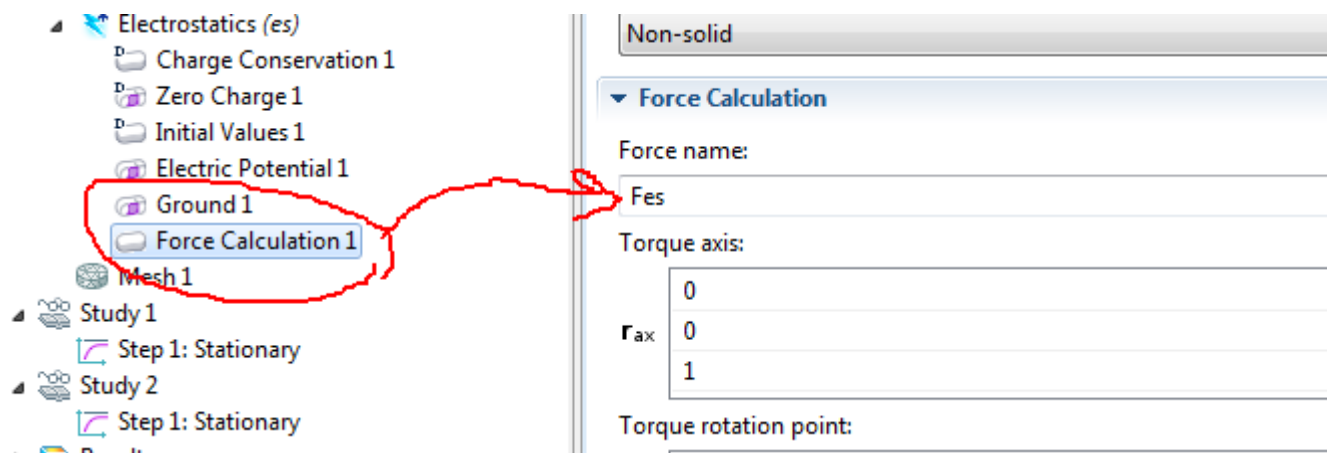 Electrostatics (es)
Charge Conservation 1
Zero Charge 1
Initial Values 1
Electric Potential 1
Ground 1
Force Calculation 1
Mesh 1
Study 1
Step 1: Stationary
Study 2
Step 1: Stationary
Non-solid
Force Calculation
Force name:
Fes
Torque axis:
0
rax 0
1
Torque rotation point: